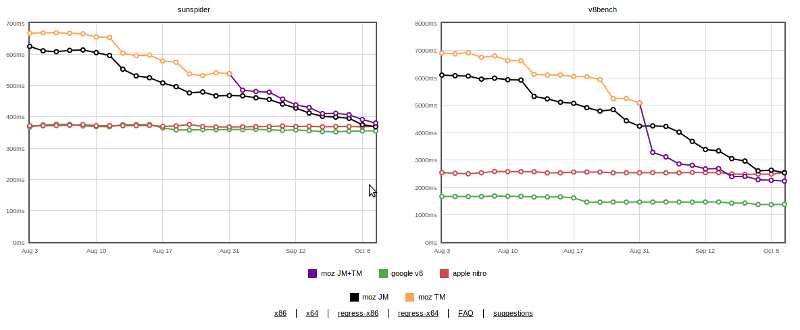 sunspider
v8bench
700ms
600ms
500ms
400ms
300ms
200ms
100ms
0ms
Aug 3
Aug 10
Aug 17
Aug 31
Sep 12
Oct 8
8000ms
7000ms
6000ms
5000ms
4000ms
3000ms
2000ms
1000ms
0ms
Aug 3
Aug 10
Aug 17
Aug 31
Sep 12
Oct 8
moz JM+TM google v8 apple nitro
moz JM moz TM
x86 | x64 | regress-x86 | regress-x64 | FAQ | suggestions